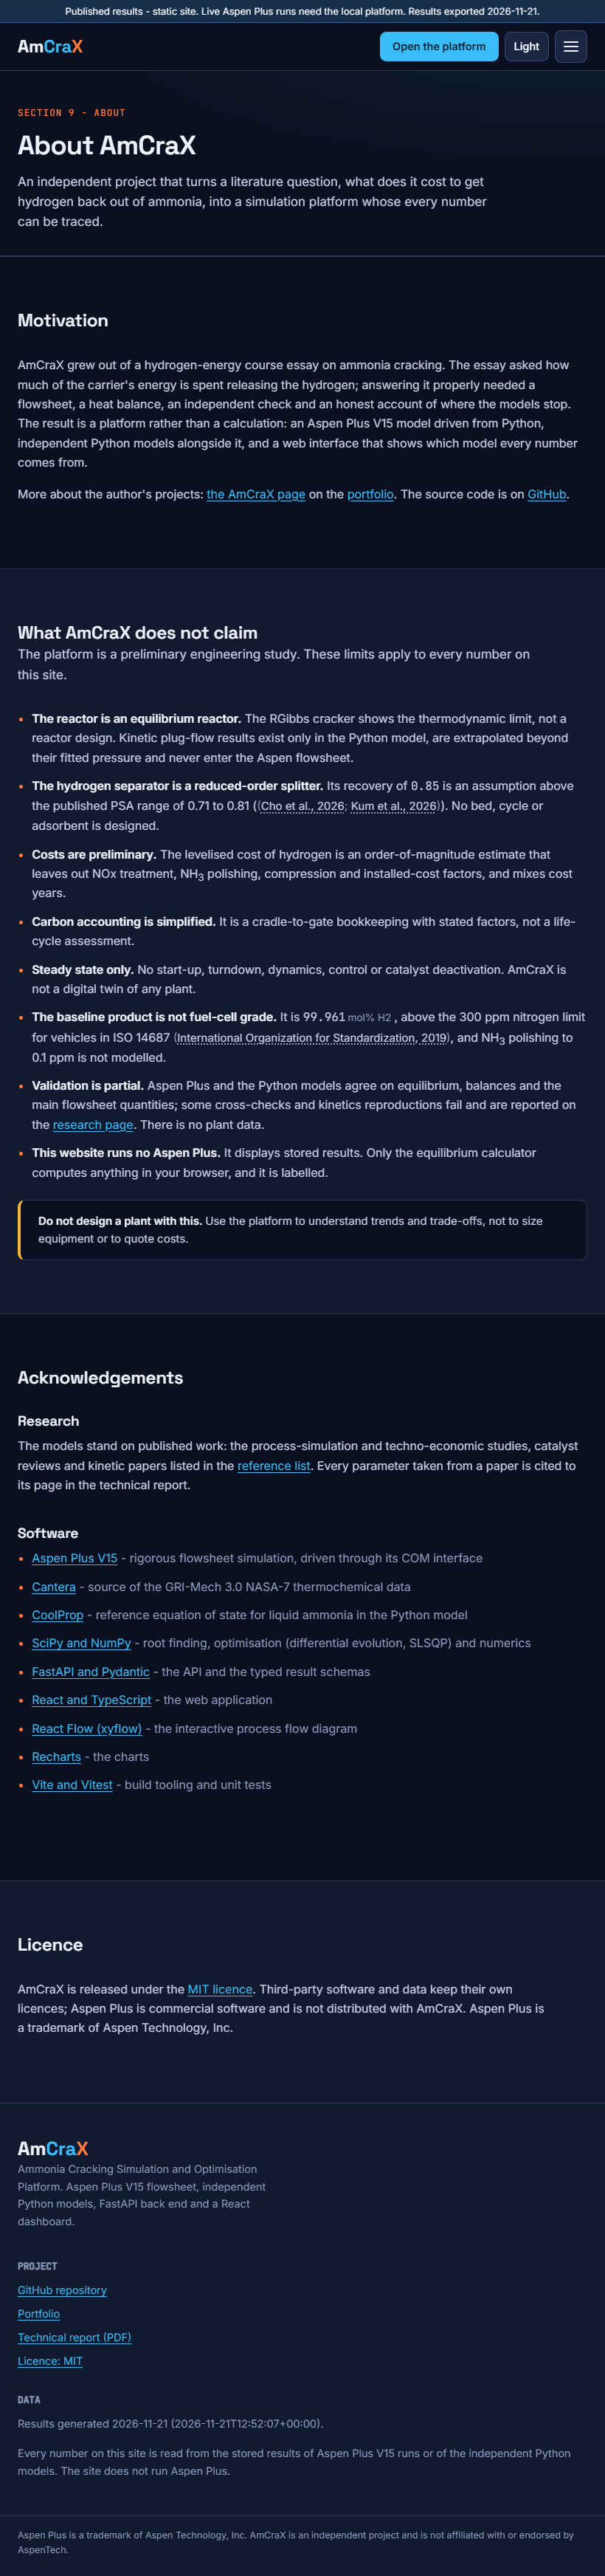 Published results - static site. Live Aspen Plus runs need the local platform. Results exported 2026-11-21.
AmCraX
Open the platform
Light
SECTION 9 - ABOUT
About AmCraX
An independent project that turns a literature question, what does it cost to get
hydrogen back out of ammonia, into a simulation platform whose every number
can be traced.
Motivation
AmCraX grew out of a hydrogen-energy course essay on ammonia cracking. The essay asked how
much of the carrier's energy is spent releasing the hydrogen; answering it properly needed a
flowsheet, a heat balance, an independent check and an honest account of where the models stop.
The result is a platform rather than a calculation: an Aspen Plus V15 model driven from Python,
independent Python models alongside it, and a web interface that shows which model every number
comes from.
More about the author's projects: the AmCraX page on the portfolio. The source code is on GitHub.
What AmCraX does not claim
The platform is a preliminary engineering study. These limits apply to every number on
this site.
• The reactor is an equilibrium reactor. The RGibbs cracker shows the thermodynamic limit, not a
reactor design. Kinetic plug-flow results exist only in the Python model, are extrapolated beyond
their fitted pressure and never enter the Aspen flowsheet.
• The hydrogen separator is a reduced-order splitter. Its recovery of 0.85 is an assumption above
the published PSA range of 0.71 to 0.81 ((Cho et al., 2026; Kum et al., 2026)). No bed, cycle or
adsorbent is designed.
• Costs are preliminary. The levelised cost of hydrogen is an order-of-magnitude estimate that
leaves out NOx treatment, NH3 polishing, compression and installed-cost factors, and mixes cost
years.
• Carbon accounting is simplified. It is a cradle-to-gate bookkeeping with stated factors, not a life-
cycle assessment.
• Steady state only. No start-up, turndown, dynamics, control or catalyst deactivation. AmCraX is
not a digital twin of any plant.
• The baseline product is not fuel-cell grade. It is 99.961 mol% H2 , above the 300 ppm nitrogen limit
for vehicles in ISO 14687 (International Organization for Standardization, 2019), and NH3 polishing to
0.1 ppm is not modelled.
• Validation is partial. Aspen Plus and the Python models agree on equilibrium, balances and the
main flowsheet quantities; some cross-checks and kinetics reproductions fail and are reported on
the research page. There is no plant data.
• This website runs no Aspen Plus. It displays stored results. Only the equilibrium calculator
computes anything in your browser, and it is labelled.
Do not design a plant with this. Use the platform to understand trends and trade-offs, not to size
equipment or to quote costs.
Acknowledgements
Research
The models stand on published work: the process-simulation and techno-economic studies, catalyst
reviews and kinetic papers listed in the reference list. Every parameter taken from a paper is cited to
its page in the technical report.
Software
• Aspen Plus V15 - rigorous flowsheet simulation, driven through its COM interface
• Cantera - source of the GRI-Mech 3.0 NASA-7 thermochemical data
• CoolProp - reference equation of state for liquid ammonia in the Python model
• SciPy and NumPy - root finding, optimisation (differential evolution, SLSQP) and numerics
• FastAPI and Pydantic - the API and the typed result schemas
• React and TypeScript - the web application
• React Flow (xyflow) - the interactive process flow diagram
• Recharts - the charts
• Vite and Vitest - build tooling and unit tests
Licence
AmCraX is released under the MIT licence. Third-party software and data keep their own
licences; Aspen Plus is commercial software and is not distributed with AmCraX. Aspen Plus is
a trademark of Aspen Technology, Inc.
AmCraX
Ammonia Cracking Simulation and Optimisation
Platform. Aspen Plus V15 flowsheet, independent
Python models, FastAPI back end and a React
dashboard.
PROJECT
GitHub repository
Portfolio
Technical report (PDF)
Licence: MIT
DATA
Results generated 2026-11-21 (2026-11-21T12:52:07+00:00).
Every number on this site is read from the stored results of Aspen Plus V15 runs or of the independent Python
models. The site does not run Aspen Plus.
Aspen Plus is a trademark of Aspen Technology, Inc. AmCraX is an independent project and is not affiliated with or endorsed by
AspenTech.